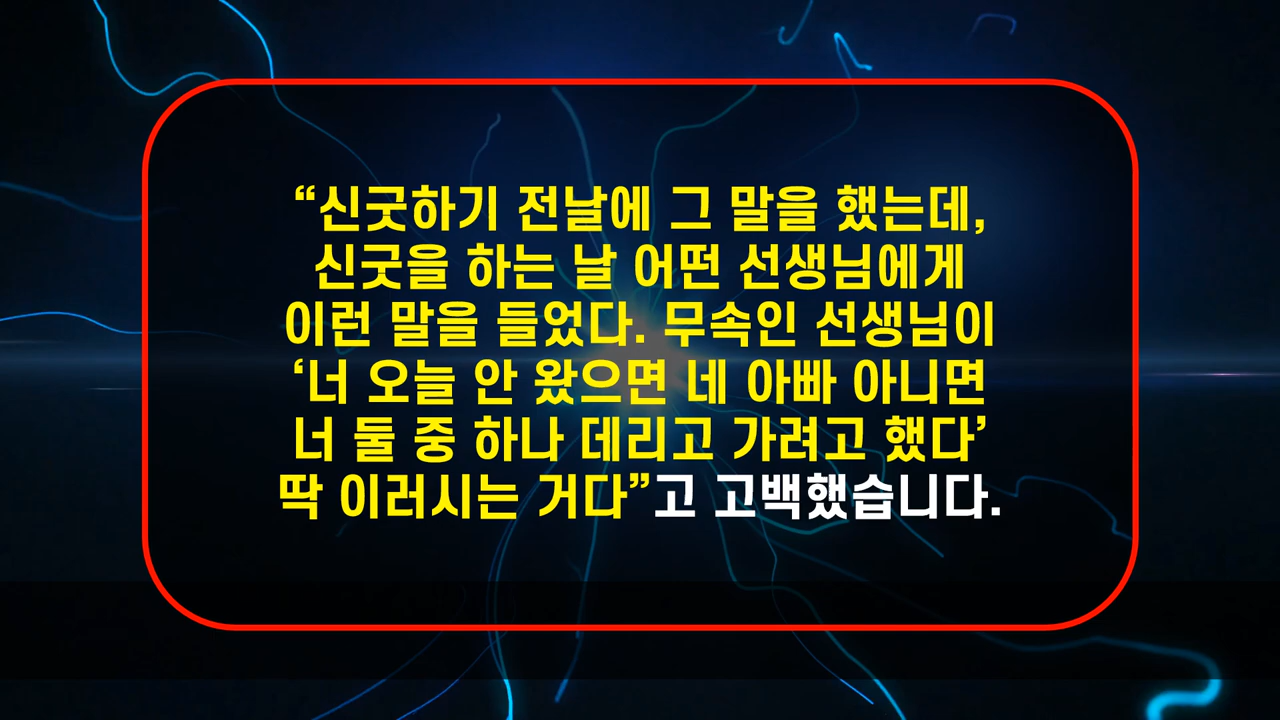 “신굿하기 전날에 그 말을 했는데,
신굿을 하는 날 어떤 선생님에게
이런 말을 들었다. 무속인 선생님이
‘너 오늘 안 왔으면 네 아빠 아니면
너 둘 중 하나 데리고 가려고 했다’
딱 이러시는 거다”고 고백했습니다.